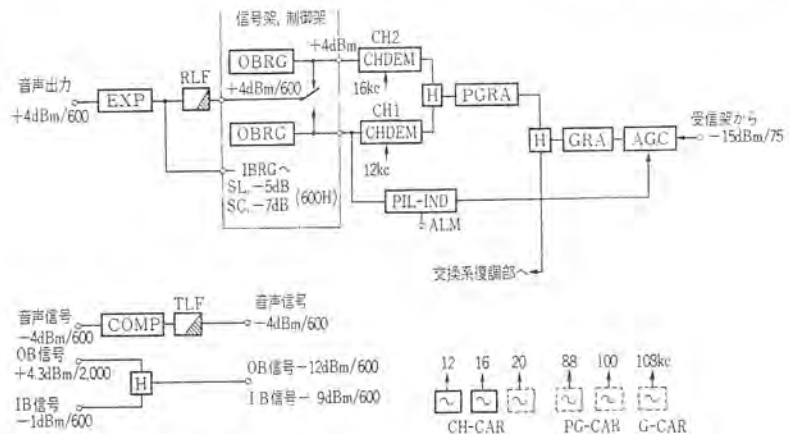 信号架, 制御架
OBRG
+4dBm
CH2
CHDEM
16kc
音声出力
+4dBm/600
EXP
RLF
+4dBm/600
H
PGRA
OBRG
CH1
CHDEM
12kc
受信架から
-15dBm/75
H
GRA
AGC
IBRGへ
SL, -5dB
SC, -7dB
(600H)
PIL-IND
ALM
交換系復調部へ
音声信号
-4dBm/600
COMP
TLF
音声信号
-4dBm/600
OB信号
+4.3dBm/2,000
H
OB信号-12dBm/600
IB信号- 9dBm/600
IB信号
-1dBm/600
12 16 20 88 100 108kc
CH-CAR PG-CAR G-CAR